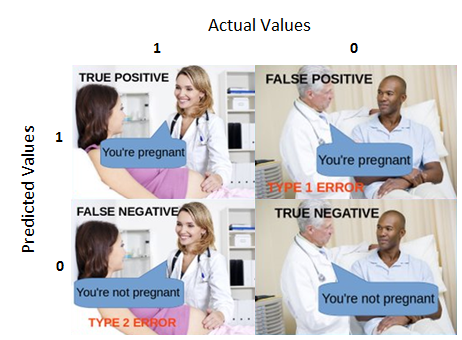 Actual Values
1 0
Predicted Values
1
TRUE POSITIVE
You're pregnant
FALSE POSITIVE
You're pregnant
TYPE 1 ERROR
0
FALSE NEGATIVE
You're not pregnant
TYPE 2 ERROR
TRUE NEGATIVE
You're not pregnant